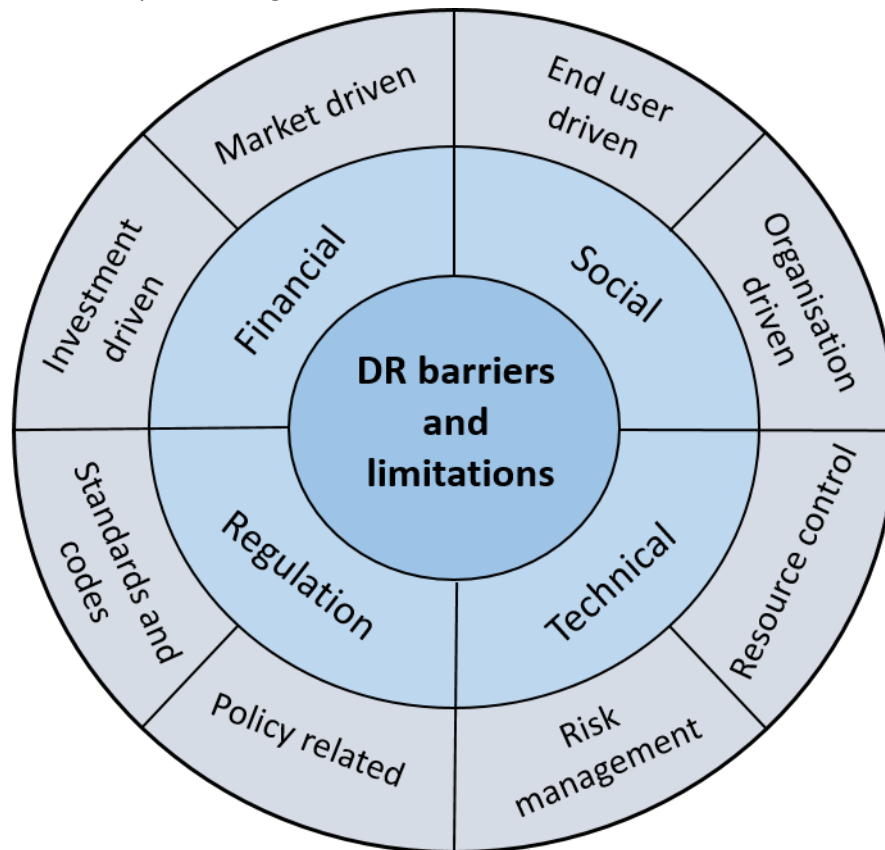 Market driven
End user
driven
Investment
driven
Financial
Social
Organisation
driven
DR barriers
and
limitations
Standards and
codes
Regulation
Technical
Resource control
Policy related
Risk
management